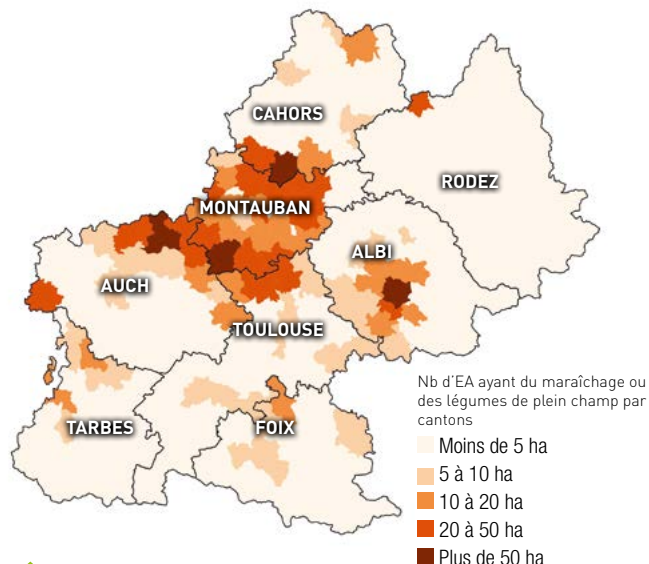 CAHORS
RODEZ
MONTAUBAN
ALBI
AUCH
TOULOUSE
Nb d'EA ayant du maraîchage ou
des légumes de plein champ par
cantons
TARBES
FOIX
Moins de 5 ha
5 à 10 ha
10 à 20 ha
20 à 50 ha
Plus de 50 ha